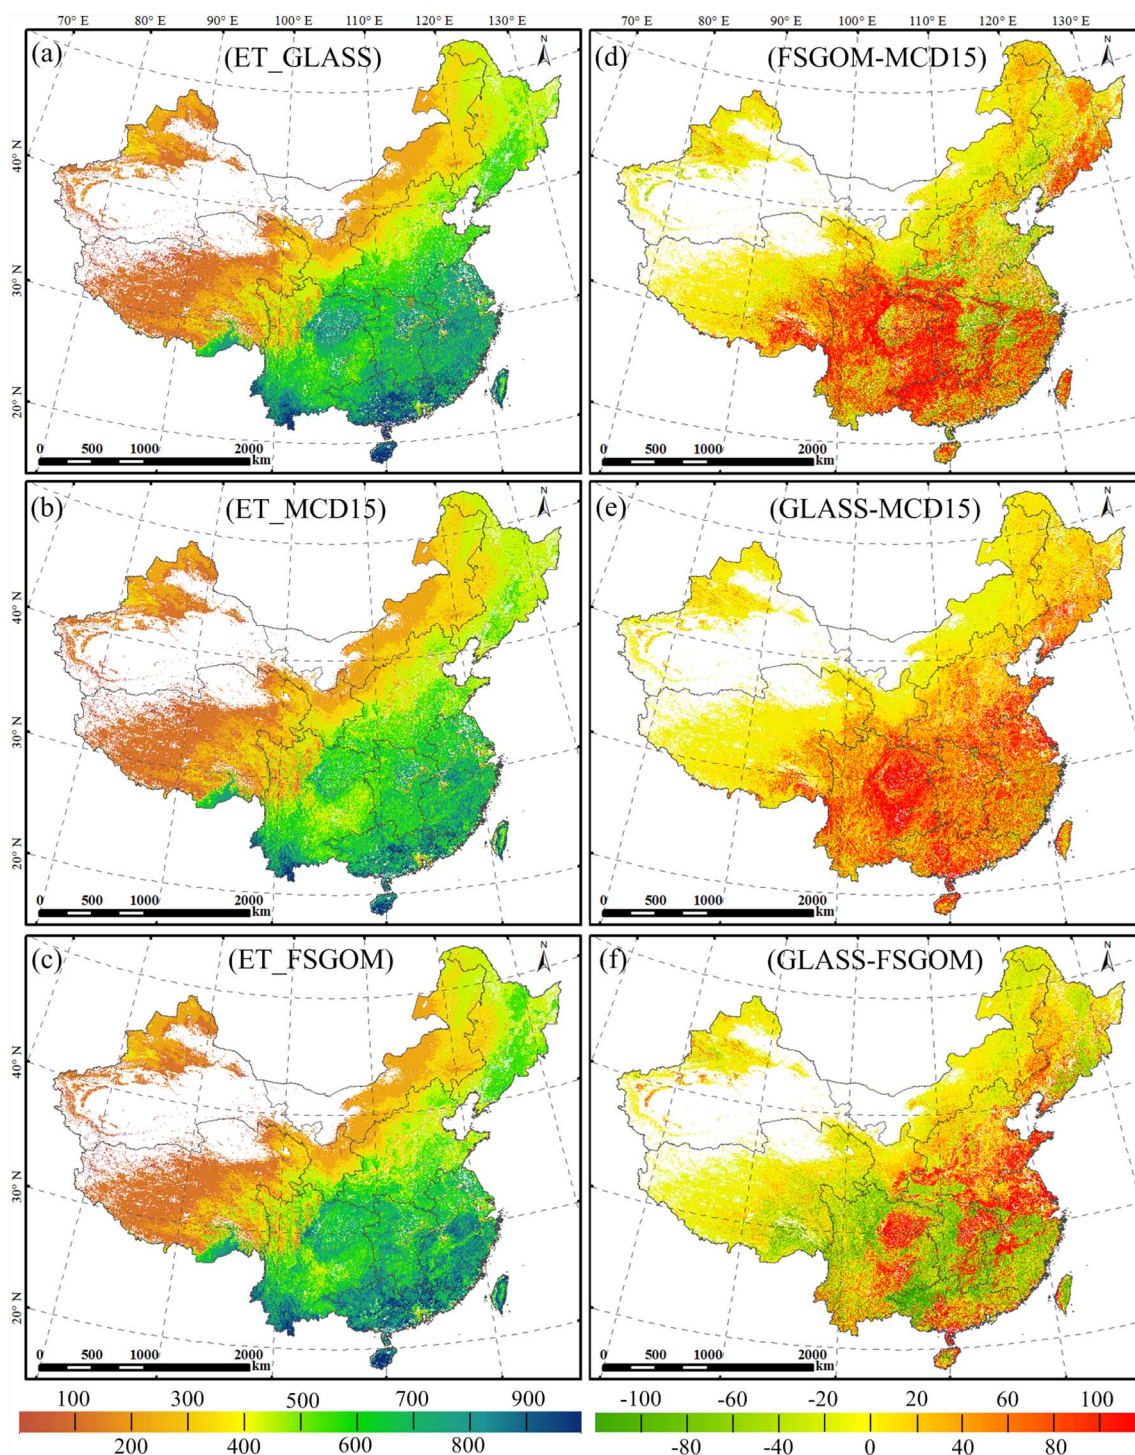 70° E 80° E 90° E 100° E 110° E 120° E 130° E
70° E 80° E 90° E 100° E 110° E 120° E 130° E
(a)
(ET_GLASS)
N
40° N
30° N
20° N
0 500 1000 2000
km
(d)
(FSGOM-MCD15)
N
0 500 1000 2000
km
(b)
(ET_MCD15)
N
40° N
30° N
20° N
0 500 1000 2000
km
(e)
(GLASS-MCD15)
N
0 500 1000 2000
km
(c)
(ET_FSGOM)
N
40° N
30° N
20° N
0 500 1000 2000
km
(f)
(GLASS-FSGOM)
N
0 500 1000 2000
km
100 300 500 700 900
200 400 600 800
-100 -60 -20 20 60 100
-80 -40 0 40 80